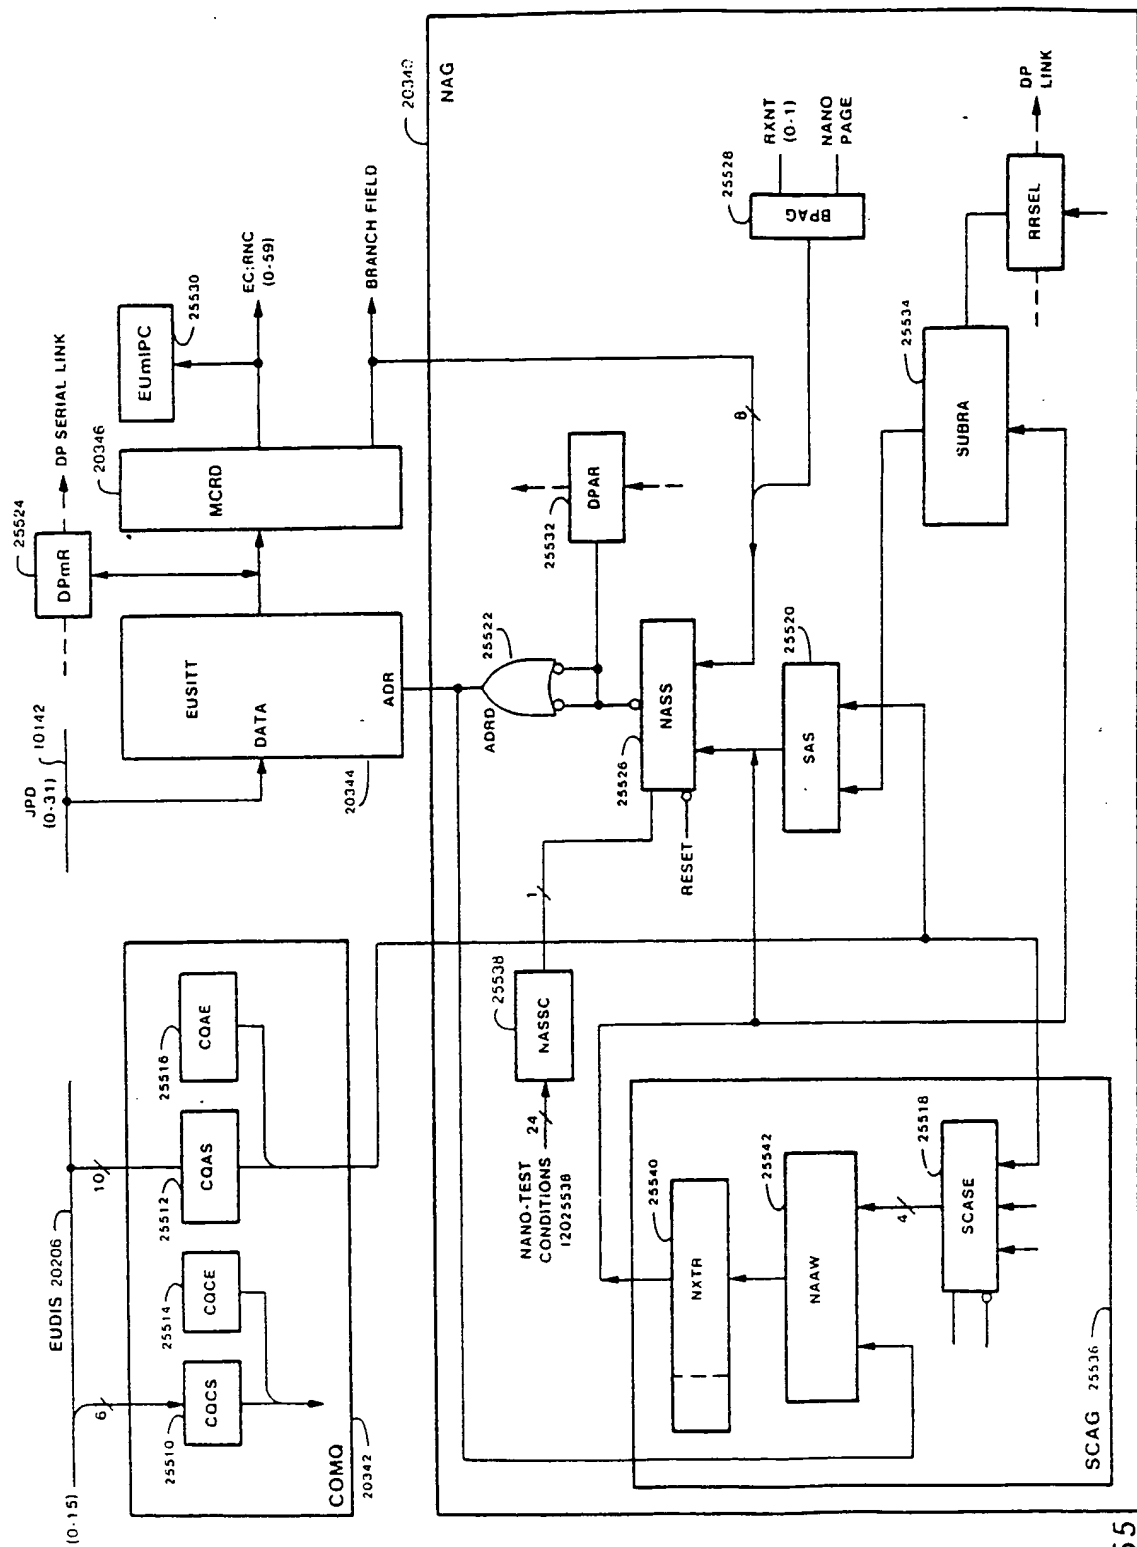 (0-15)
EUDIS 20206
6
10
25510
CQCS
25514
CQCE
25512
CQAS
25516
CQAE
COMQ
20342
JPD
(0-31)
10142
EUSITT
DATA
ADR
20344
25524
DPmR
DP SERIAL LINK
20346
MCRD
EUmIPC
25530
EC:RNC
(0-59)
BRANCH FIELD
20340
NAG
ADRD
25522
25532
DPAR
8
25528
BPAG
RXNT
(0-1)
NANO
PAGE
NANO-TEST
CONDITIONS
12025538
24
25538
NASSC
1
25526
NASS
RESET
25520
SAS
25534
SUBRA
RRSEL
DP
LINK
25540
NXTR
25542
NAAW
4
25518
SCASE
SCAG
25536
55